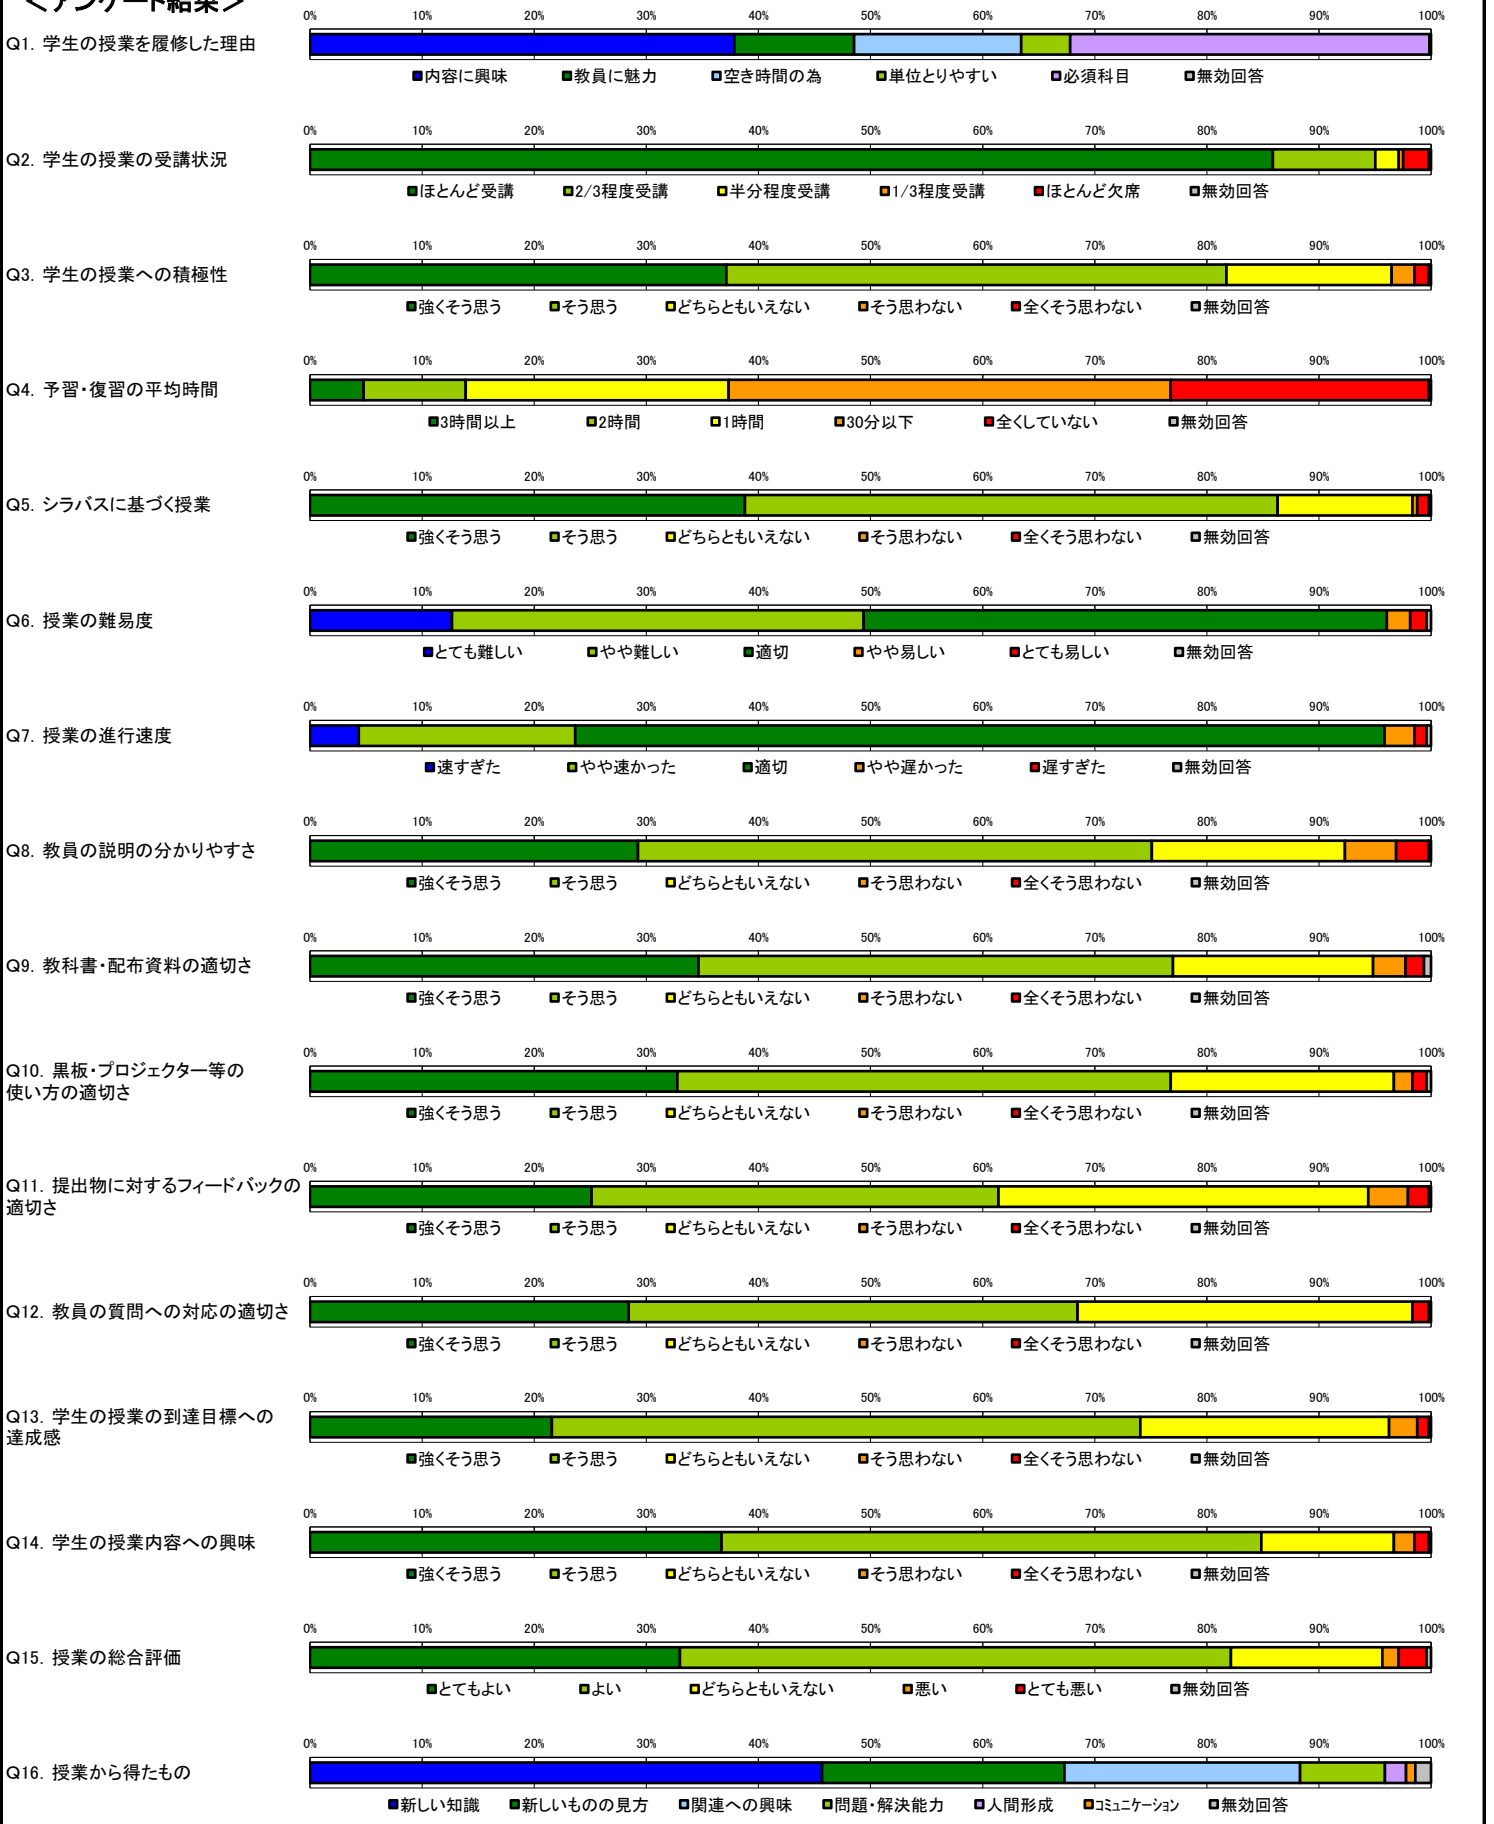 ＜アンケート結果＞
0% 10% 20% 30% 40% 50% 60% 70% 80% 90% 100%
Q1. 学生の授業を履修した理由
内容に興味 教員に魅力 空き時間の為 単位とりやすい 必須科目 無効回答
0% 10% 20% 30% 40% 50% 60% 70% 80% 90% 100%
Q2. 学生の授業の受講状況
ほとんど受講 2/3程度受講 半分程度受講 1/3程度受講 ほとんど欠席 無効回答
0% 10% 20% 30% 40% 50% 60% 70% 80% 90% 100%
Q3. 学生の授業への積極性
強くそう思う そう思う どちらともいえない そう思わない 全くそう思わない 無効回答
0% 10% 20% 30% 40% 50% 60% 70% 80% 90% 100%
Q4. 予習・復習の平均時間
3時間以上 2時間 1時間 30分以下 全くしていない 無効回答
0% 10% 20% 30% 40% 50% 60% 70% 80% 90% 100%
Q5. シラバスに基づく授業
強くそう思う そう思う どちらともいえない そう思わない 全くそう思わない 無効回答
0% 10% 20% 30% 40% 50% 60% 70% 80% 90% 100%
Q6. 授業の難易度
とても難しい やや難しい 適切 やや易しい とても易しい 無効回答
0% 10% 20% 30% 40% 50% 60% 70% 80% 90% 100%
Q7. 授業の進行速度
速すぎた やや速かった 適切 やや遅かった 遅すぎた 無効回答
0% 10% 20% 30% 40% 50% 60% 70% 80% 90% 100%
Q8. 教員の説明の分かりやすさ
強くそう思う そう思う どちらともいえない そう思わない 全くそう思わない 無効回答
0% 10% 20% 30% 40% 50% 60% 70% 80% 90% 100%
Q9. 教科書・配布資料の適切さ
強くそう思う そう思う どちらともいえない そう思わない 全くそう思わない 無効回答
0% 10% 20% 30% 40% 50% 60% 70% 80% 90% 100%
Q10. 黒板・プロジェクター等の
使い方の適切さ
強くそう思う そう思う どちらともいえない そう思わない 全くそう思わない 無効回答
0% 10% 20% 30% 40% 50% 60% 70% 80% 90% 100%
Q11. 提出物に対するフィードバックの
適切さ
強くそう思う そう思う どちらともいえない そう思わない 全くそう思わない 無効回答
0% 10% 20% 30% 40% 50% 60% 70% 80% 90% 100%
Q12. 教員の質問への対応の適切さ
強くそう思う そう思う どちらともいえない そう思わない 全くそう思わない 無効回答
0% 10% 20% 30% 40% 50% 60% 70% 80% 90% 100%
Q13. 学生の授業の到達目標への
達成感
強くそう思う そう思う どちらともいえない そう思わない 全くそう思わない 無効回答
0% 10% 20% 30% 40% 50% 60% 70% 80% 90% 100%
Q14. 学生の授業内容への興味
強くそう思う そう思う どちらともいえない そう思わない 全くそう思わない 無効回答
0% 10% 20% 30% 40% 50% 60% 70% 80% 90% 100%
Q15. 授業の総合評価
とてもよい よい どちらともいえない 悪い とても悪い 無効回答
0% 10% 20% 30% 40% 50% 60% 70% 80% 90% 100%
Q16. 授業から得たもの
新しい知識 新しいものの見方 関連への興味 問題・解決能力 人間形成 コミュニケーション 無効回答